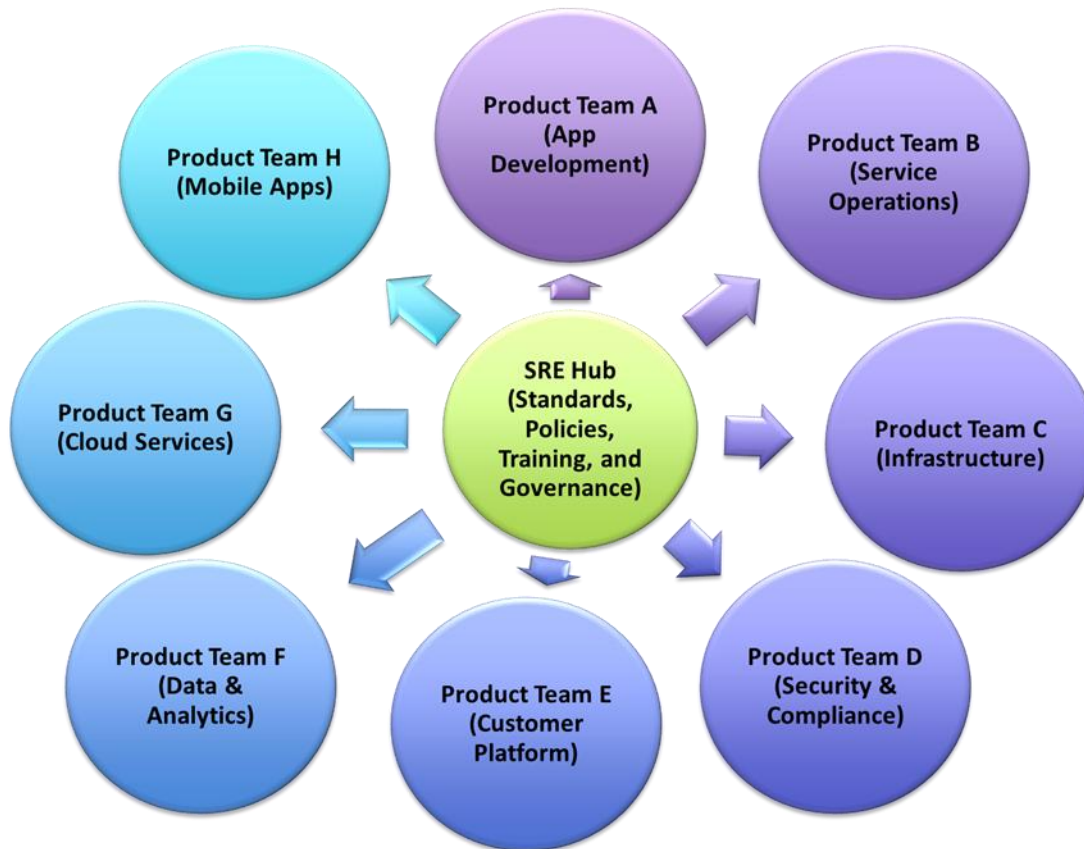 Product Team A
(App
Development)
Product Team B
(Service
Operations)
Product Team C
(Infrastructure)
Product Team D
(Security &
Compliance)
Product Team E
(Customer
Platform)
Product Team F
(Data &
Analytics)
Product Team G
(Cloud Services)
Product Team H
(Mobile Apps)
SRE Hub
(Standards,
Policies,
Training, and
Governance)